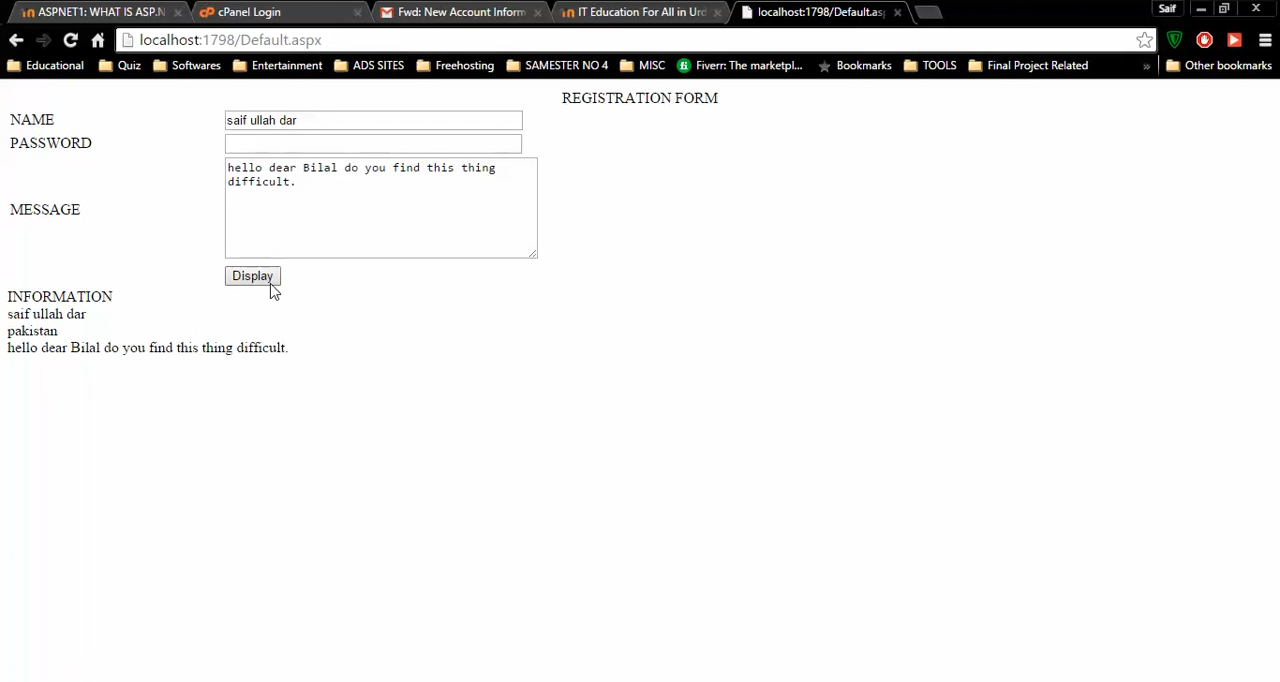 ASPNET1: WHAT IS ASP.N
cPanel Login
Fwd: New Account Inform
IT Education For All in Urd
localhost:1798/Default.asp
Saif
localhost:1798/Default.aspx
Educational Quiz Softwares Entertainment ADS SITES Freehosting SAMESTER NO 4 MISC Fiverr: The marketpl... Bookmarks TOOLS Final Project Related » Other bookmarks
REGISTRATION FORM
NAME saif ullah dar
PASSWORD
hello dear Bilal do you find this thing
difficult.
MESSAGE
Display
INFORMATION
saif ullah dar
pakistan
hello dear Bilal do you find this thing difficult.